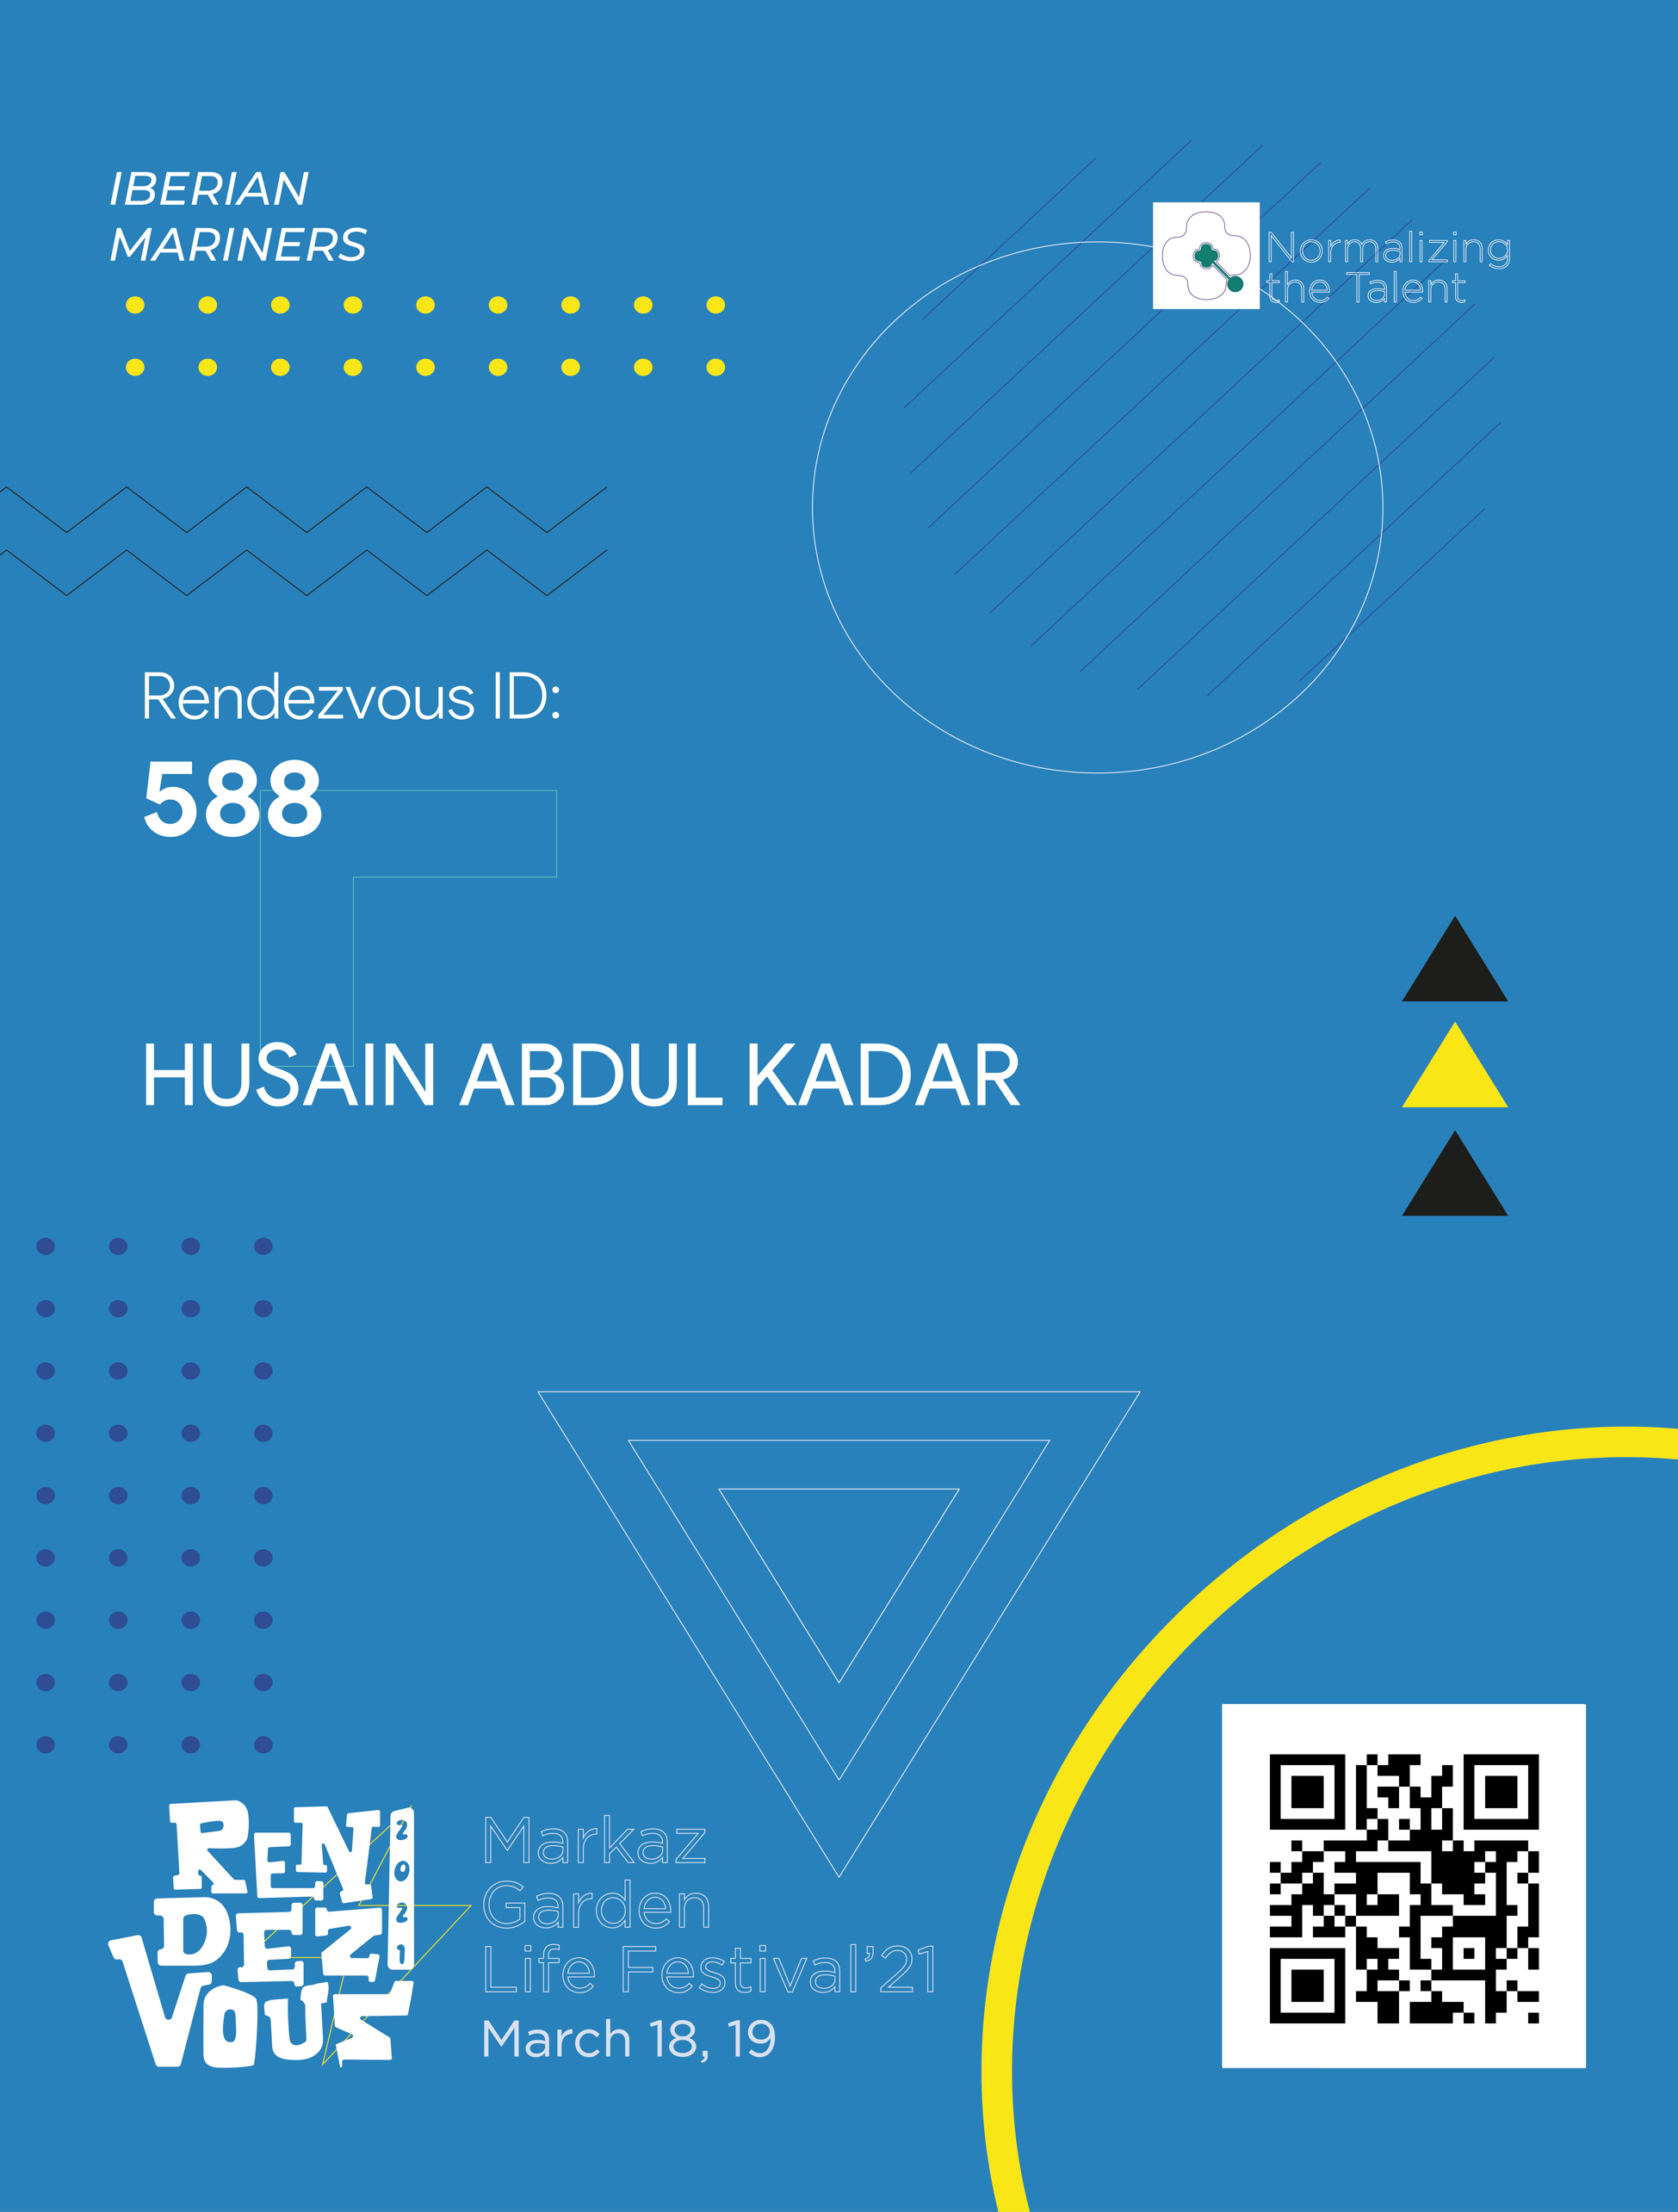 IBERIAN
MARINERS
Normalizing
the Talent
Rendezvous ID:
588
HUSAIN ABDUL KADAR
REN
DEZ
VOUS
2021
Markaz
Garden
Life Festival’21
March 18, 19